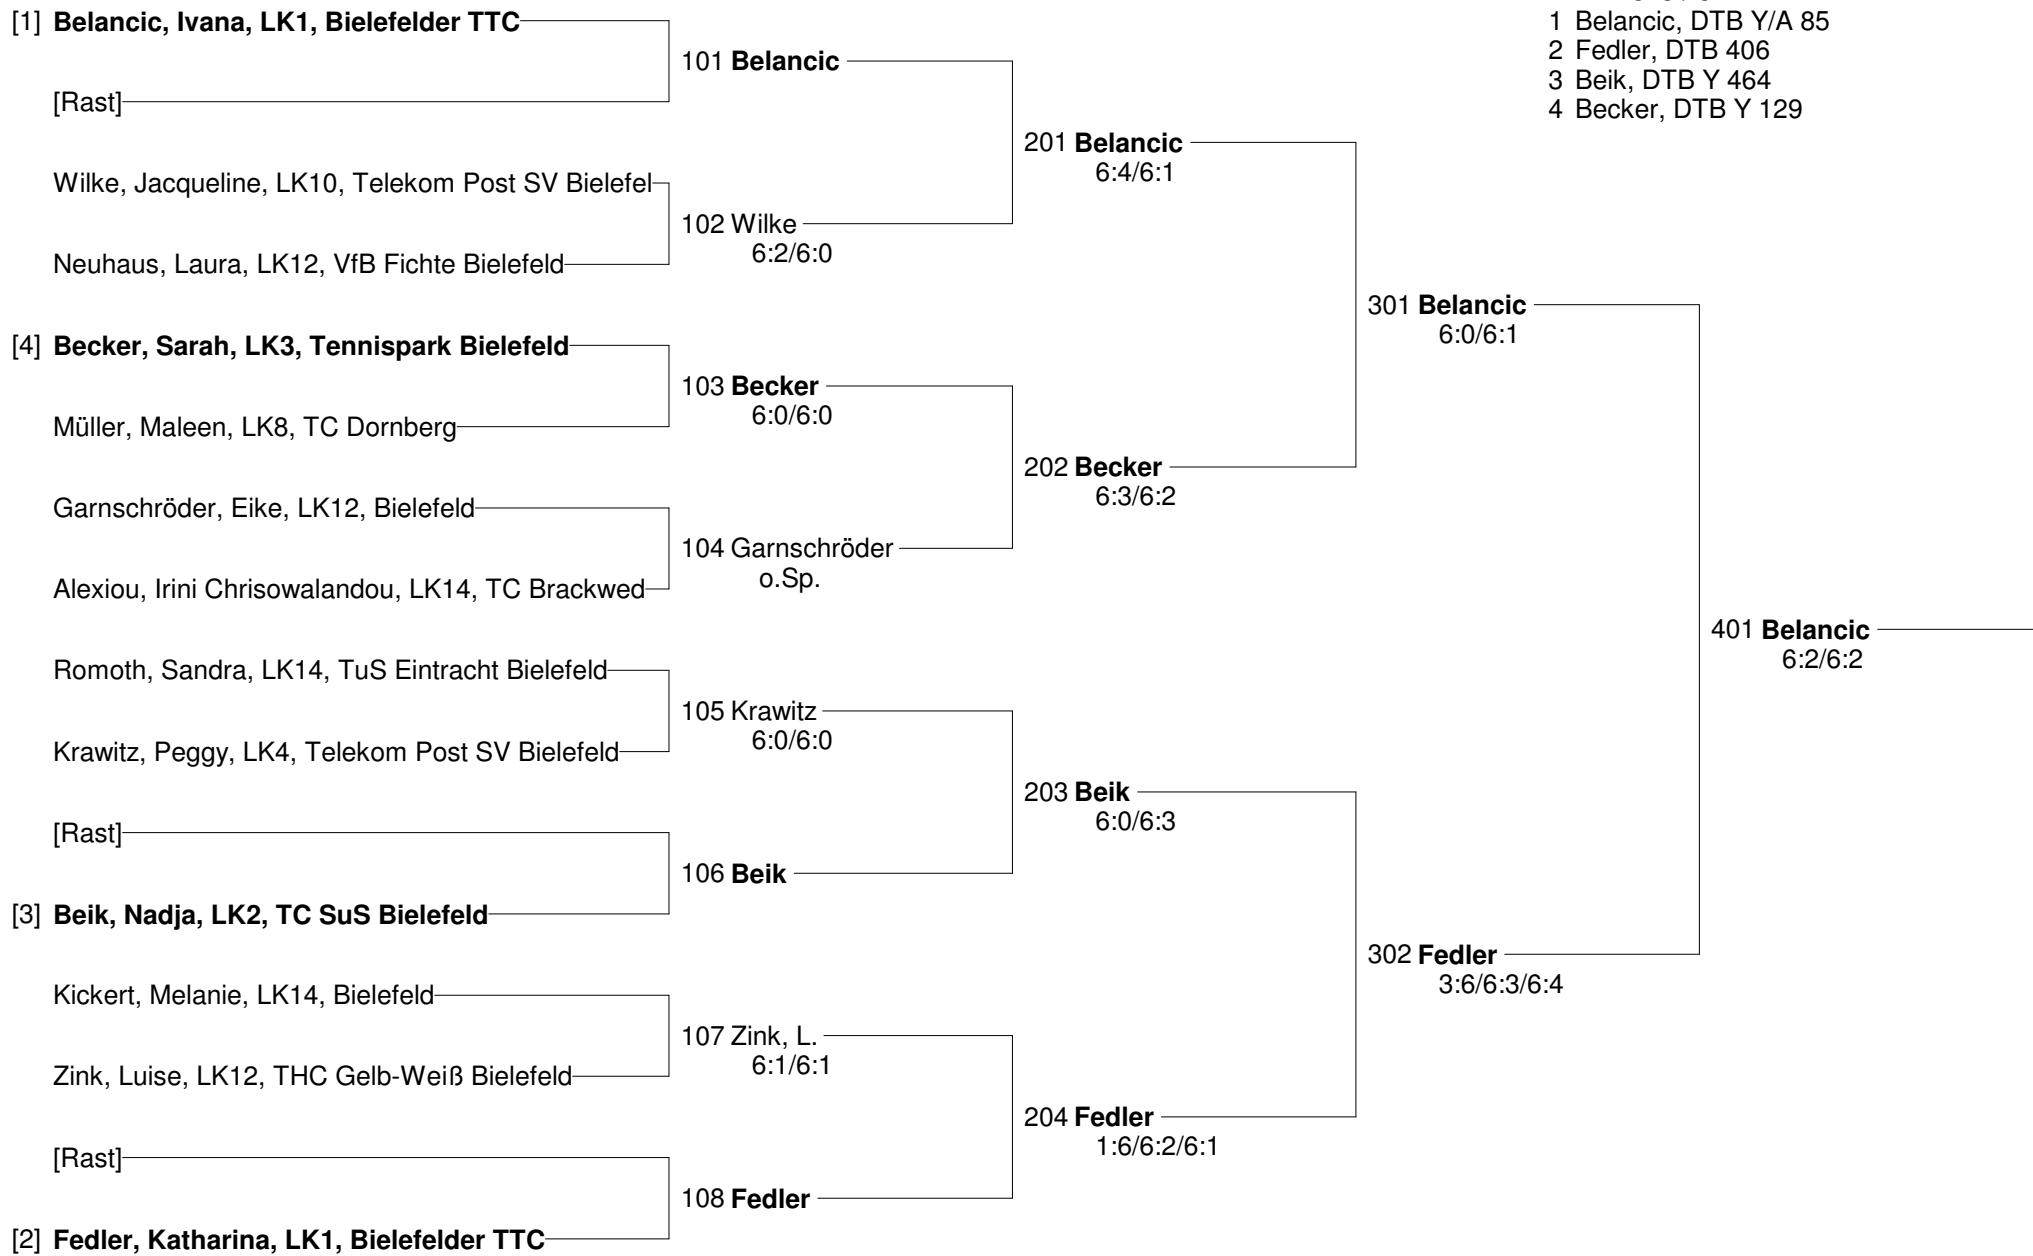 [1] Belancic, Ivana, LK1, Bielefelder TTC
[Rast]
Wilke, Jacqueline, LK10, Telekom Post SV Bielefel
Neuhaus, Laura, LK12, VfB Fichte Bielefeld
[4] Becker, Sarah, LK3, Tennispark Bielefeld
Müller, Maleen, LK8, TC Dornberg
Garnschröder, Eike, LK12, Bielefeld
Alexiou, Irini Chrisowalandou, LK14, TC Brackwed
Romoth, Sandra, LK14, TuS Eintracht Bielefeld
Krawitz, Peggy, LK4, Telekom Post SV Bielefeld
[Rast]
[3] Beik, Nadja, LK2, TC SuS Bielefeld
Kickert, Melanie, LK14, Bielefeld
Zink, Luise, LK12, THC Gelb-Weiß Bielefeld
[Rast]
[2] Fedler, Katharina, LK1, Bielefelder TTC
101 Belancic
102 Wilke
6:2/6:0
103 Becker
6:0/6:0
104 Garnschröder
o.Sp.
105 Krawitz
6:0/6:0
106 Beik
107 Zink, L.
6:1/6:1
108 Fedler
201 Belancic
6:4/6:1
202 Becker
6:3/6:2
203 Beik
6:0/6:3
204 Fedler
1:6/6:2/6:1
301 Belancic
6:0/6:1
302 Fedler
3:6/6:3/6:4
401 Belancic
6:2/6:2
1 Belancic, DTB Y/A 85
2 Fedler, DTB 406
3 Beik, DTB Y 464
4 Becker, DTB Y 129